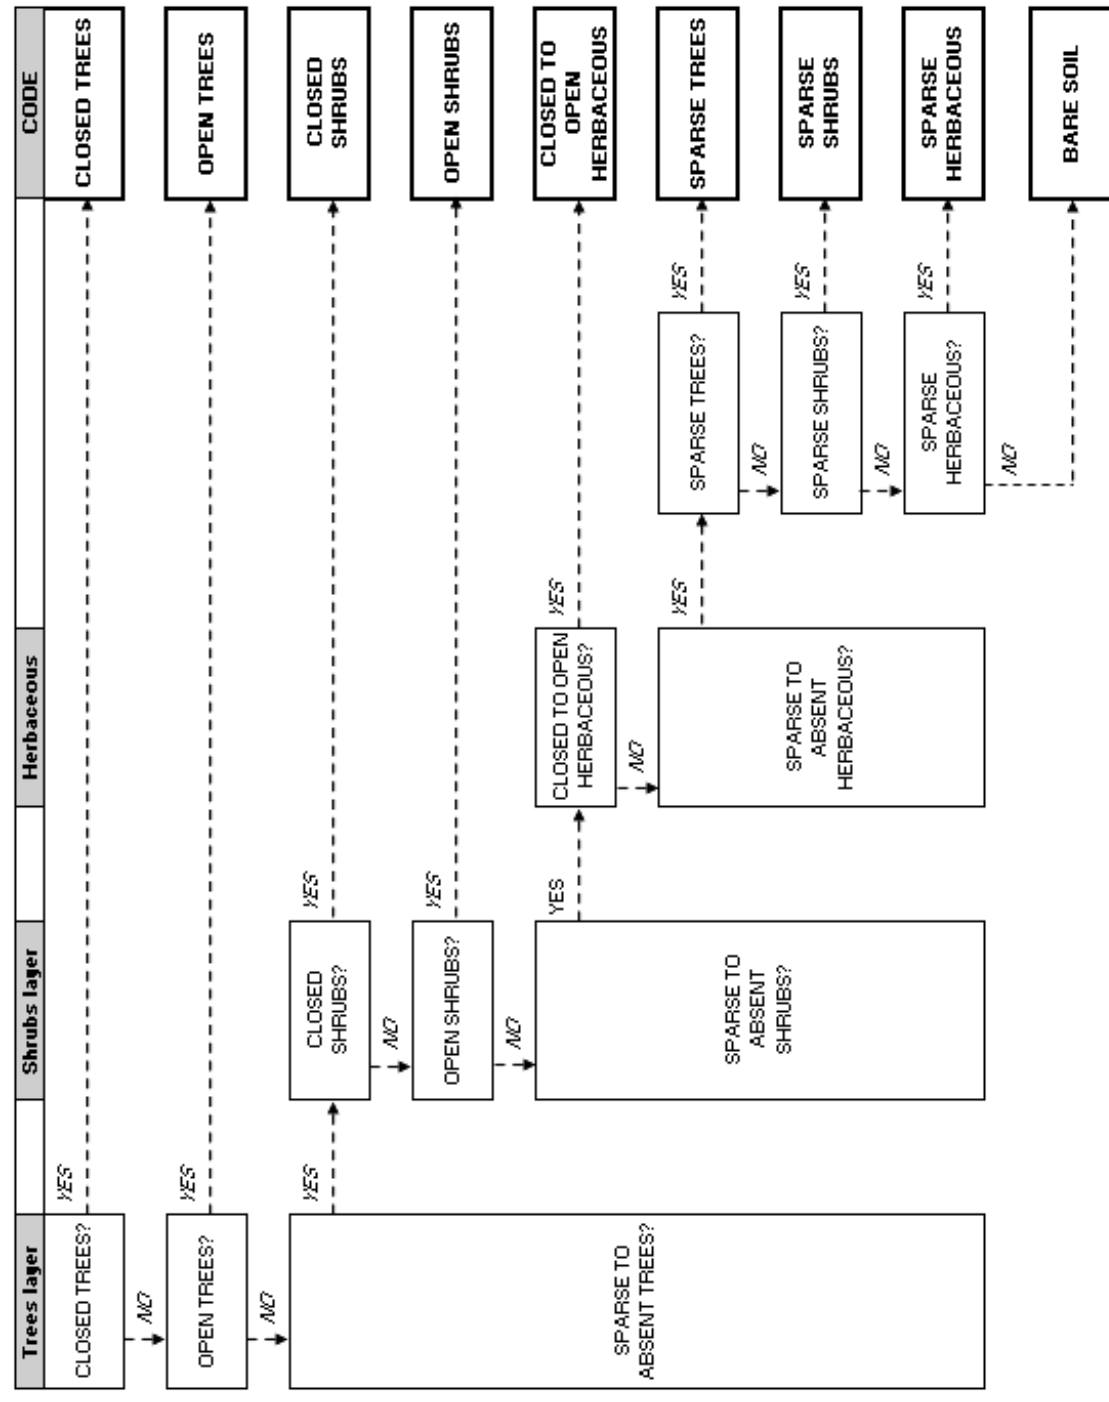 Trees layer
Shrubs layer
Herbaceous
CODE
CLOSED TREES?
YES
CLOSED TREES
NO
OPEN TREES?
YES
OPEN TREES
NO
SPARSE TO
ABSENT TREES?
YES
CLOSED
SHRUBS?
YES
CLOSED
SHRUBS
NO
OPEN SHRUBS?
YES
OPEN SHRUBS
NO
SPARSE TO
ABSENT
SHRUBS?
YES
CLOSED TO OPEN
HERBACEOUS?
YES
CLOSED TO
OPEN
HERBACEOUS
NO
SPARSE TO
ABSENT
HERBACEOUS?
YES
SPARSE TREES?
YES
SPARSE TREES
NO
SPARSE SHRUBS?
YES
SPARSE
SHRUBS
NO
SPARSE
HERBACEOUS?
YES
SPARSE
HERBACEOUS
NO
BARE SOIL